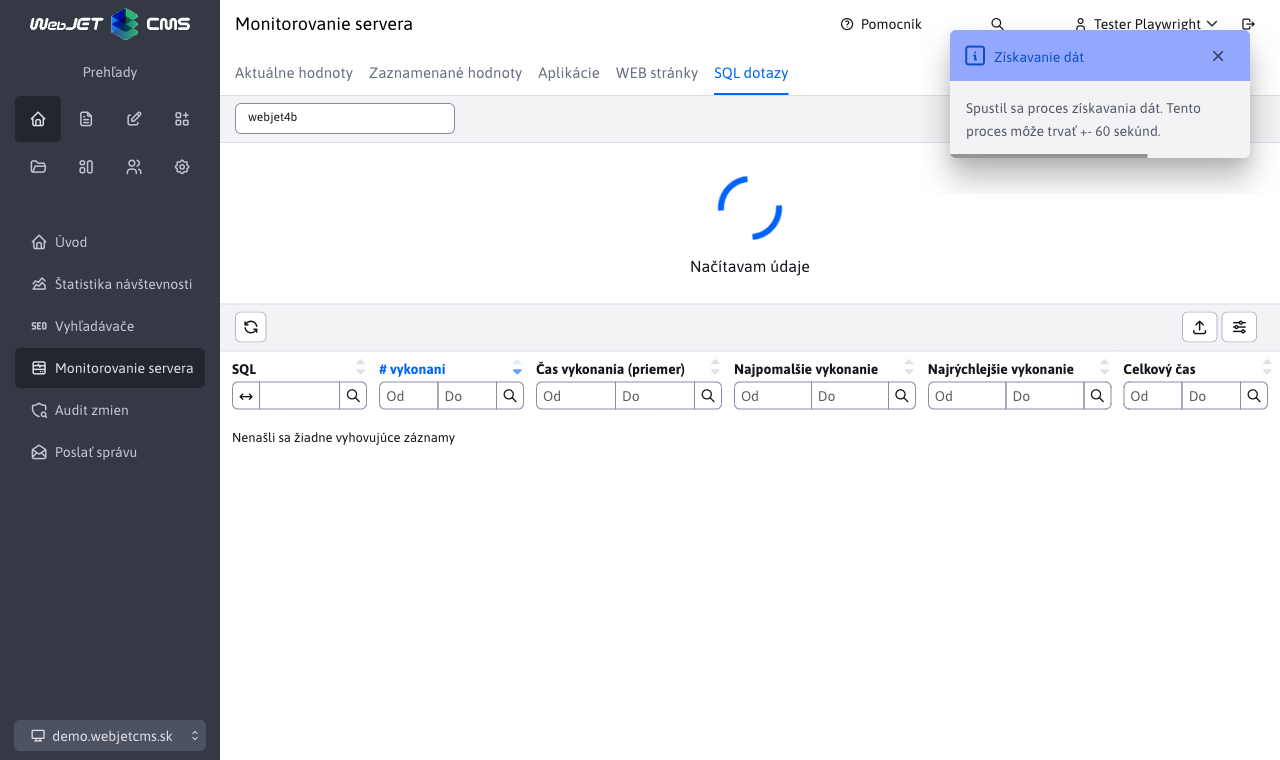 WebJET CMS
Prehľady
Úvod
Štatistika návštevnosti
SEO Vyhľadávače
Monitorovanie servera
Audit zmien
Poslať správu
demo.webjetcms.sk
Monitorovanie servera
Pomocník
Tester Playwright
Aktuálne hodnoty Zaznamenané hodnoty Aplikácie WEB stránky SQL dotazy
webjet4b
Získavanie dát
Spustil sa proces získavania dát. Tento
proces môže trvať +- 60 sekúnd.
Načítavam údaje
SQL # vykonaní Čas vykonania (priemer) Najpomalšie vykonanie Najrýchlejšie vykonanie Celkový čas
Od Do Od Do Od Do Od Do Od Do
Nenašli sa žiadne vyhovujúce záznamy